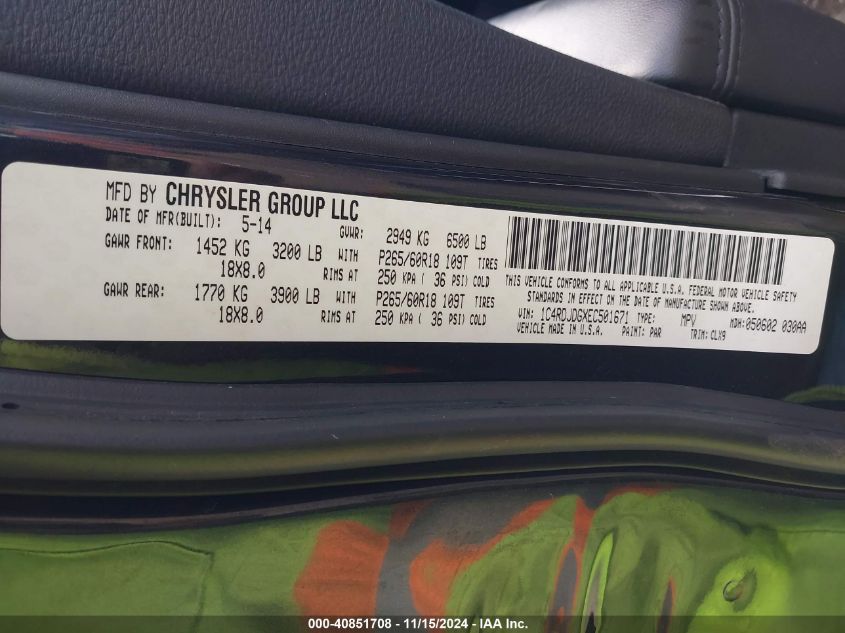 MFD BY CHRYSLER GROUP LLC
DATE OF MFR(BUILT): 5-14 GVWR: 2949 KG 6500 LB
GAWR FRONT: 1452 KG 3200 LB WITH P265/60R18 109T TIRES
18X8.0 RIMS AT 250 KPA ( 36 PSI) COLD
GAWR REAR: 1770 KG 3900 LB WITH P265/60R18 109T TIRES
18X8.0 RIMS AT 250 KPA ( 36 PSI) COLD
THIS VEHICLE CONFORMS TO ALL APPLICABLE U.S.A. FEDERAL MOTOR VEHICLE SAFETY
STANDARDS IN EFFECT ON THE DATE OF MANUFACTURE SHOWN ABOVE.
VIN: 1C4RDJDGXEC501671 TYPE: MPV MDH:050602 030AA
VEHICLE MADE IN U.S.A. PAINT: PAR TRIM: CLX9
000-40851708 - 11/15/2024 - IAA Inc.